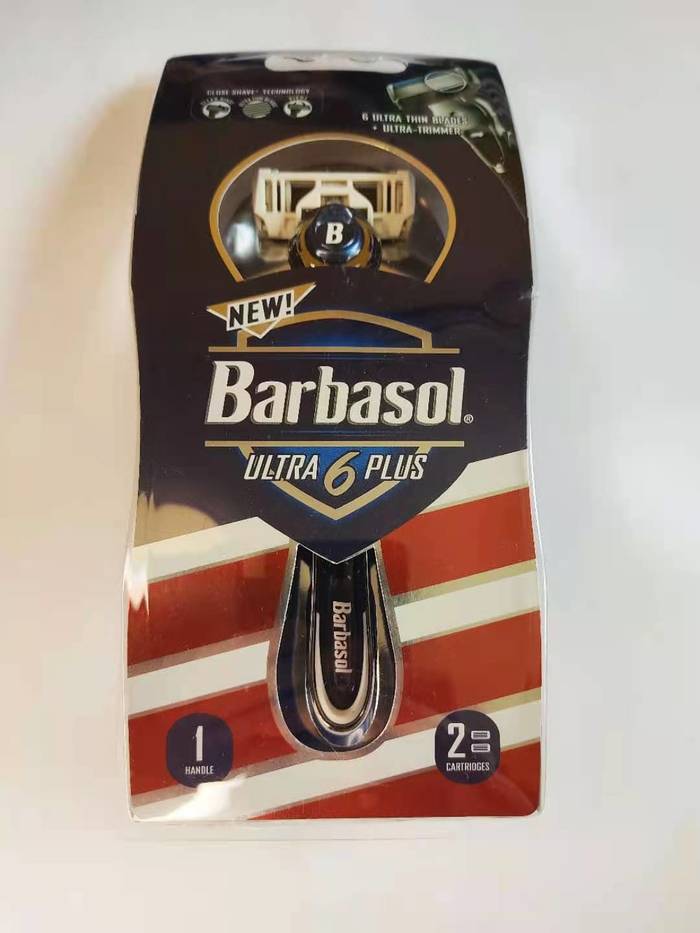 CLOSE SHAVE® TECHNOLOGY
6 ULTRA THIN BLADES
+ ULTRA-TRIMMER
B
NEW!
Barbasol®
ULTRA 6 PLUS
Barbasol
1
HANDLE
2
CARTRIDGES